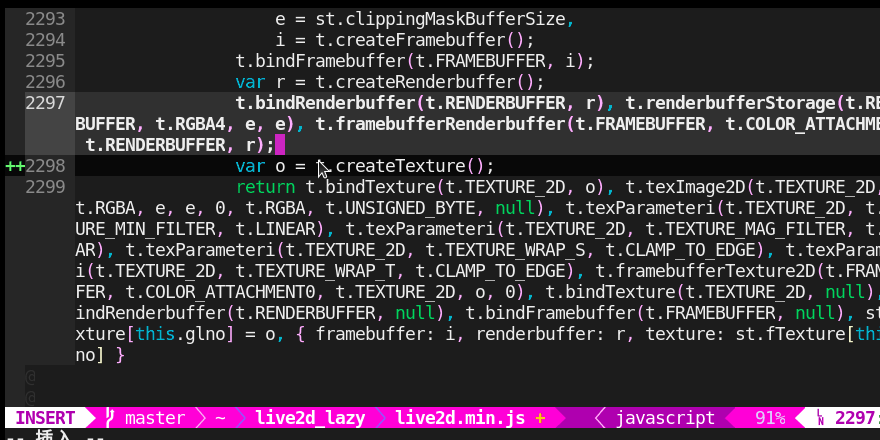 2293 e = st.clippingMaskBufferSize,
2294 i = t.createFramebuffer();
2295 t.bindFramebuffer(t.FRAMEBUFFER, i);
2296 var r = t.createRenderbuffer();
2297 t.bindRenderbuffer(t.RENDERBUFFER, r), t.renderbufferStorage(t.RE
BUFFER, t.RGBA4, e, e), t.framebufferRenderbuffer(t.FRAMEBUFFER, t.COLOR_ATTACHME
t.RENDERBUFFER, r);
++2298 var o = t.createTexture();
2299 return t.bindTexture(t.TEXTURE_2D, o), t.texImage2D(t.TEXTURE_2D,
t.RGBA, e, e, 0, t.RGBA, t.UNSIGNED_BYTE, null), t.texParameteri(t.TEXTURE_2D, t.
URE_MIN_FILTER, t.LINEAR), t.texParameteri(t.TEXTURE_2D, t.TEXTURE_MAG_FILTER, t.
AR), t.texParameteri(t.TEXTURE_2D, t.TEXTURE_WRAP_S, t.CLAMP_TO_EDGE), t.texParam
i(t.TEXTURE_2D, t.TEXTURE_WRAP_T, t.CLAMP_TO_EDGE), t.framebufferTexture2D(t.FRAM
FER, t.COLOR_ATTACHMENT0, t.TEXTURE_2D, o, 0), t.bindTexture(t.TEXTURE_2D, null),
indRenderbuffer(t.RENDERBUFFER, null), t.bindFramebuffer(t.FRAMEBUFFER, null), st
xture[this.glno] = o, { framebuffer: i, renderbuffer: r, texture: st.fTexture[thi
no] }
@
@
INSERT master ~ live2d_lazy live2d.min.js + javascript 91% LN 2297:
-- 插入 --